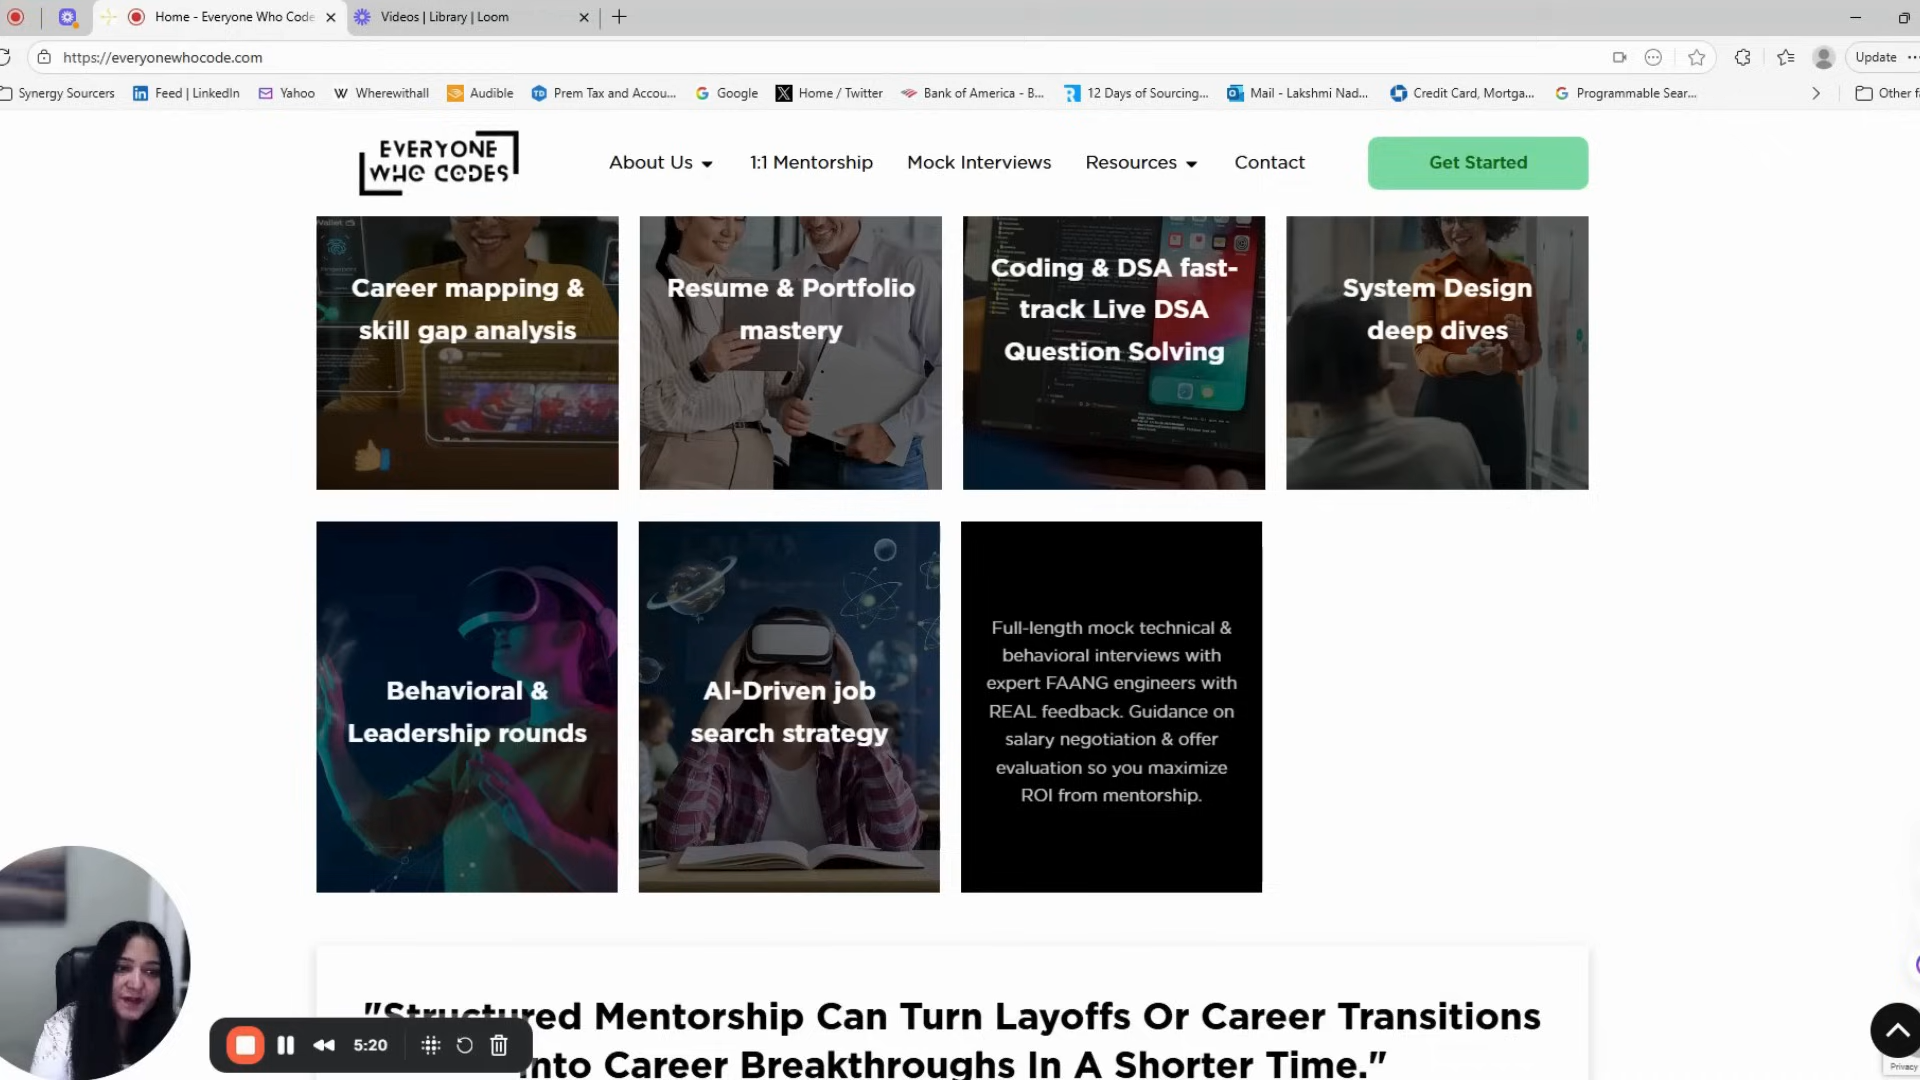 Home - Everyone Who Code
Videos | Library | Loom
https://everyonewhocode.com
Update
Synergy Sourcers
Feed | LinkedIn
Yahoo
Wherewithall
Audible
Prem Tax and Accou...
Google
Home / Twitter
Bank of America - B...
12 Days of Sourcing...
Mail - Lakshmi Nad...
Credit Card, Mortga...
Programmable Sear...
Other f
EVERYONE
WHO CODES
About Us
1:1 Mentorship
Mock Interviews
Resources
Contact
Get Started
Career mapping &
skill gap analysis
Resume & Portfolio
mastery
Coding & DSA fast-
track Live DSA
Question Solving
System Design
deep dives
Behavioral &
Leadership rounds
AI-Driven job
search strategy
Full-length mock technical &
behavioral interviews with
expert FAANG engineers with
REAL feedback. Guidance on
salary negotiation & offer
evaluation so you maximize
ROI from mentorship.
"Structured Mentorship Can Turn Layoffs Or Career Transitions
Into Career Breakthroughs In A Shorter Time."
5:20
Privacy